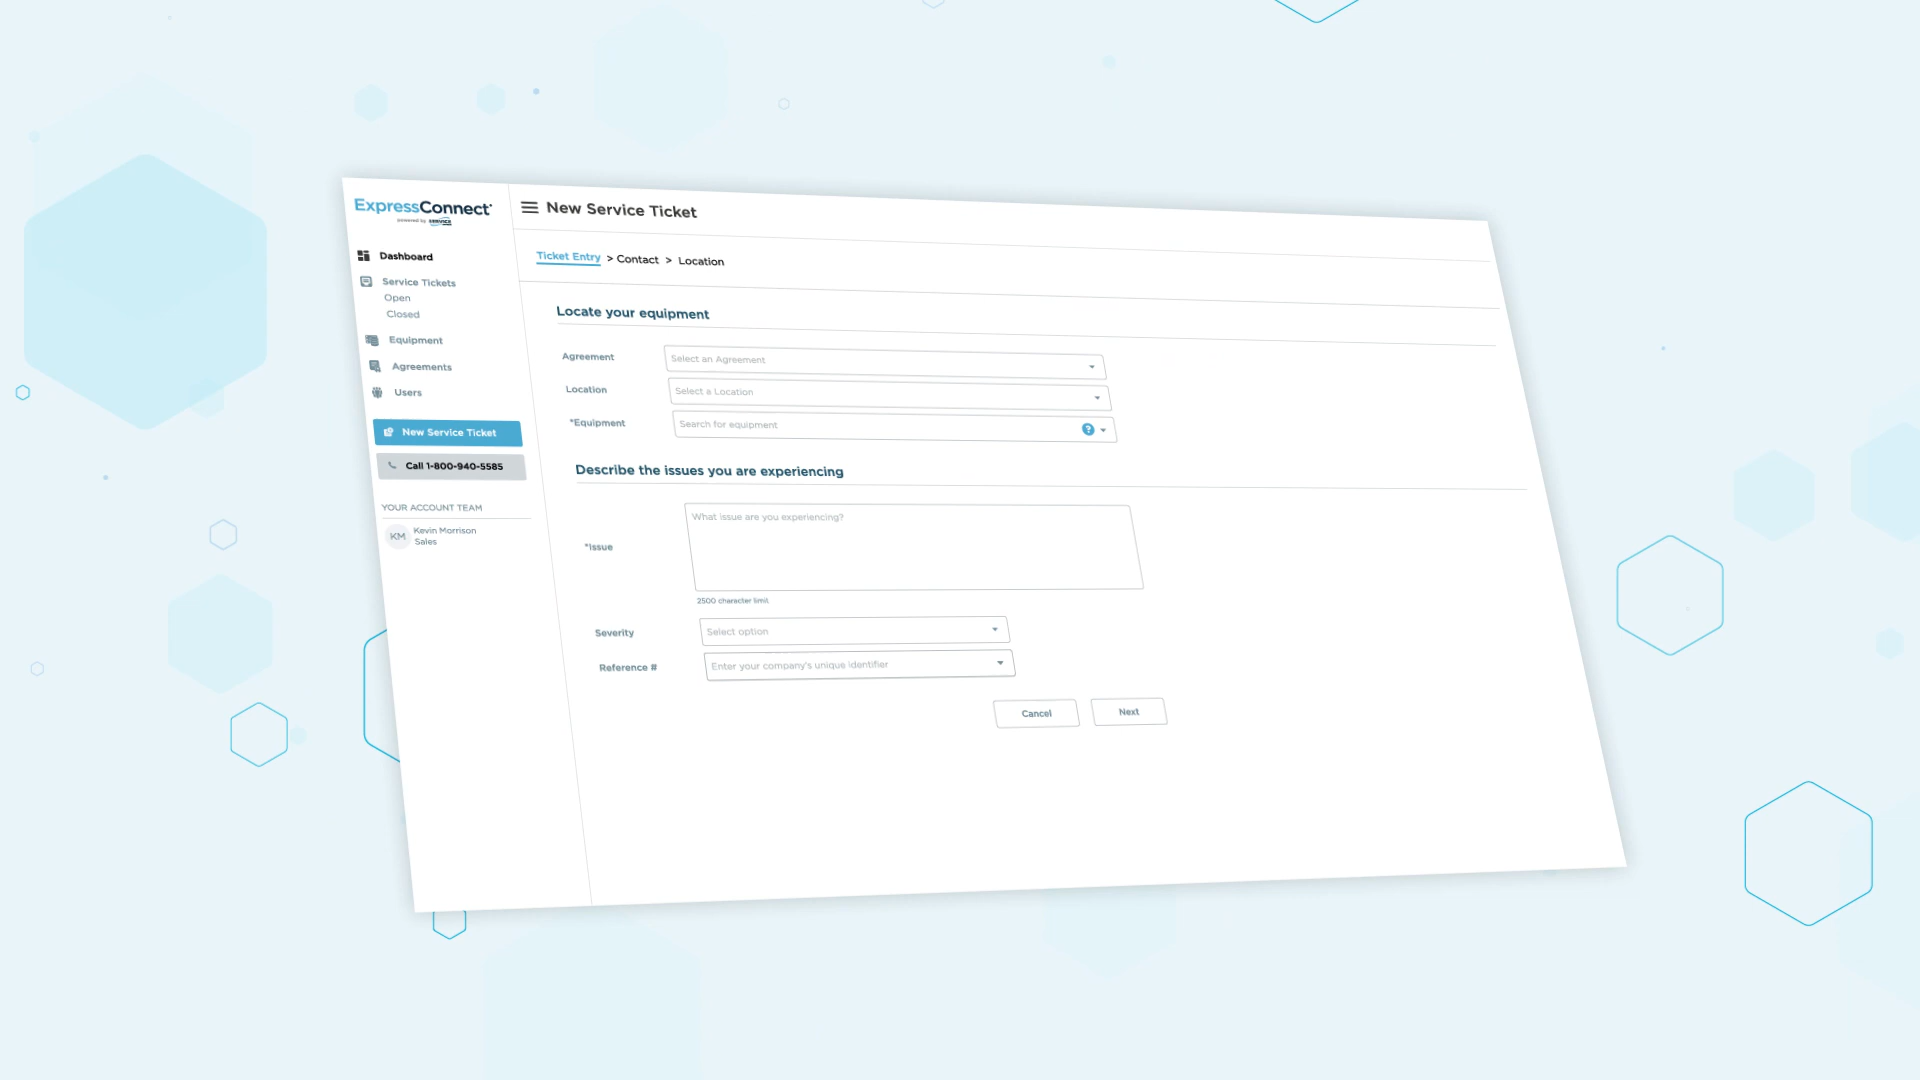 ExpressConnect
powered by SERVICE
Dashboard
Service Tickets
Open
Closed
Equipment
Agreements
Users
New Service Ticket
Call 1-800-940-5585
YOUR ACCOUNT TEAM
KM
Kevin Morrison
Sales
New Service Ticket
Ticket Entry > Contact > Location
Locate your equipment
Agreement
Select an Agreement
Location
Select a Location
*Equipment
Search for equipment
?
Describe the issues you are experiencing
*Issue
What issue are you experiencing?
2500 character limit
Severity
Select option
Reference #
Enter your company's unique identifier
Cancel
Next